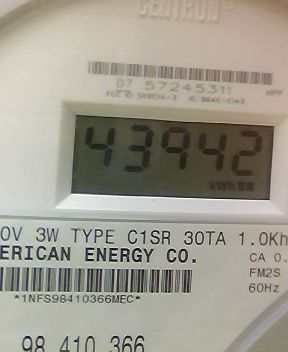 CENTRON®
07 57245311
43942
kWh
0V 3W TYPE C1SR 30TA 1.0Kh
ERICAN ENERGY CO.
CA 0.
FM2S
*1NFS98410366MEC*
60Hz
98 410 366